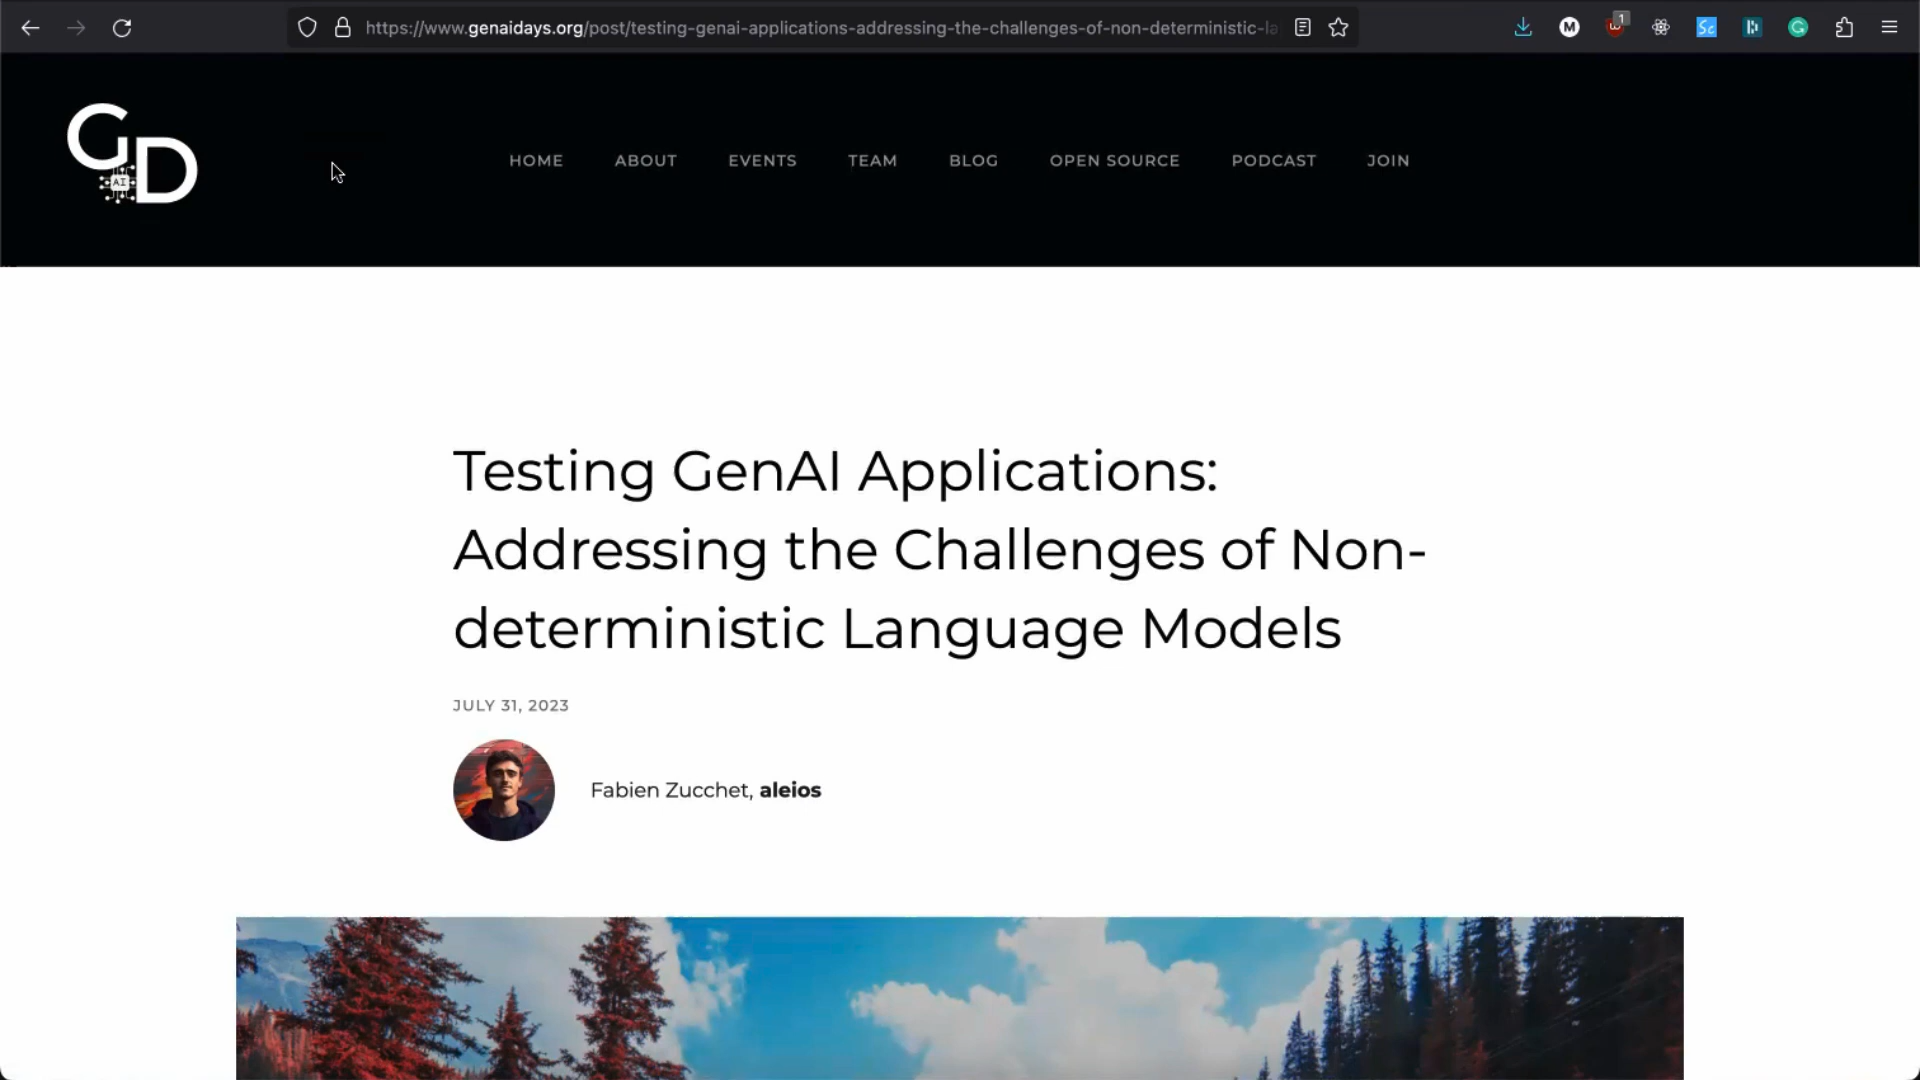 https://www.genaidays.org/post/testing-genai-applications-addressing-the-challenges-of-non-deterministic-la
M
1
Sc
G
GD
AI
HOME ABOUT EVENTS TEAM BLOG OPEN SOURCE PODCAST JOIN
Testing GenAI Applications:
Addressing the Challenges of Non-
deterministic Language Models
JULY 31, 2023
Fabien Zucchet, aleios